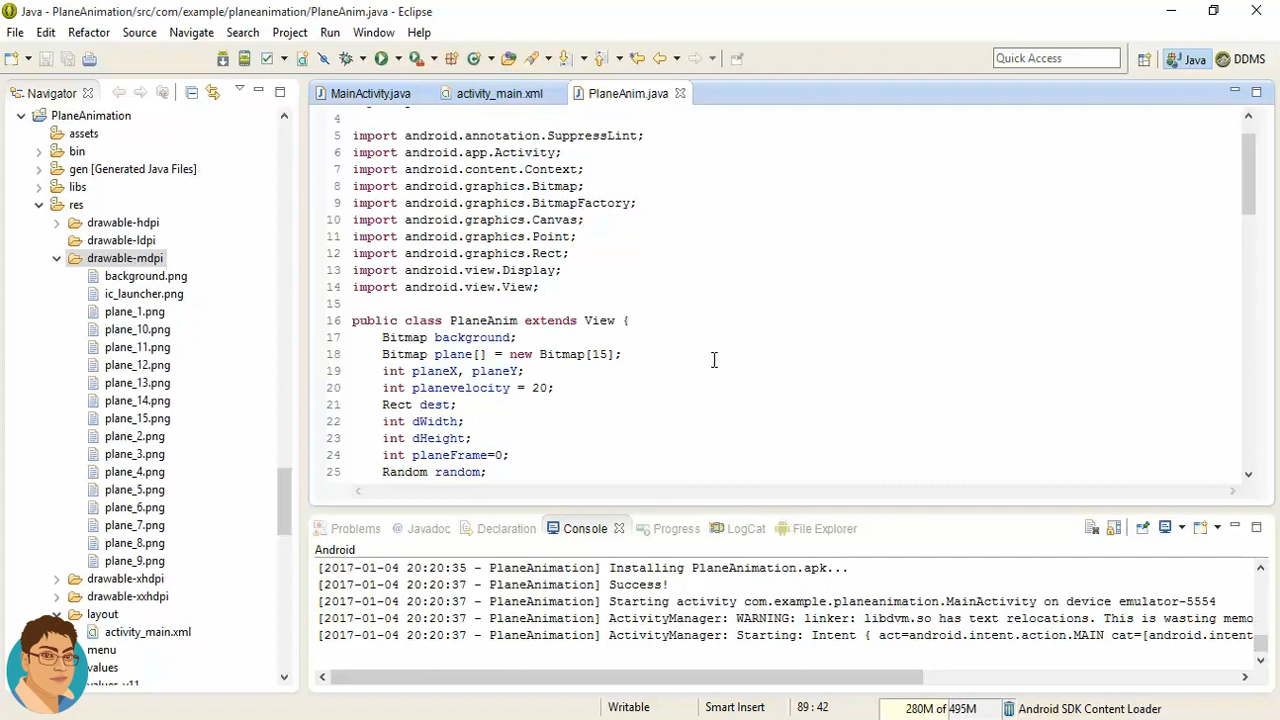 Java - PlaneAnimation/src/com/example/planeanimation/PlaneAnim.java - Eclipse
File Edit Refactor Source Navigate Search Project Run Window Help
Quick Access
Java
DDMS
Navigator
PlaneAnimation
assets
bin
gen [Generated Java Files]
libs
res
drawable-hdpi
drawable-ldpi
drawable-mdpi
background.png
ic_launcher.png
plane_1.png
plane_10.png
plane_11.png
plane_12.png
plane_13.png
plane_14.png
plane_15.png
plane_2.png
plane_3.png
plane_4.png
plane_5.png
plane_6.png
plane_7.png
plane_8.png
plane_9.png
drawable-xhdpi
drawable-xxhdpi
layout
activity_main.xml
menu
values
values-v11
MainActivity.java
activity_main.xml
PlaneAnim.java
4
5 import android.annotation.SuppressLint;
6 import android.app.Activity;
7 import android.content.Context;
8 import android.graphics.Bitmap;
9 import android.graphics.BitmapFactory;
10 import android.graphics.Canvas;
11 import android.graphics.Point;
12 import android.graphics.Rect;
13 import android.view.Display;
14 import android.view.View;
15
16 public class PlaneAnim extends View {
17 Bitmap background;
18 Bitmap plane[] = new Bitmap[15];
19 int planeX, planeY;
20 int planevelocity = 20;
21 Rect dest;
22 int dWidth;
23 int dHeight;
24 int planeFrame=0;
25 Random random;
Problems Javadoc Declaration Console Progress LogCat File Explorer
Android
[2017-01-04 20:20:35 - PlaneAnimation] Installing PlaneAnimation.apk...
[2017-01-04 20:20:37 - PlaneAnimation] Success!
[2017-01-04 20:20:37 - PlaneAnimation] Starting activity com.example.planeanimation.MainActivity on device emulator-5554
[2017-01-04 20:20:37 - PlaneAnimation] ActivityManager: WARNING: linker: libdvm.so has text relocations. This is wasting memo
[2017-01-04 20:20:37 - PlaneAnimation] ActivityManager: Starting: Intent { act=android.intent.action.MAIN cat=[android.intent
Writable
Smart Insert
89 : 42
280M of 495M
Android SDK Content Loader